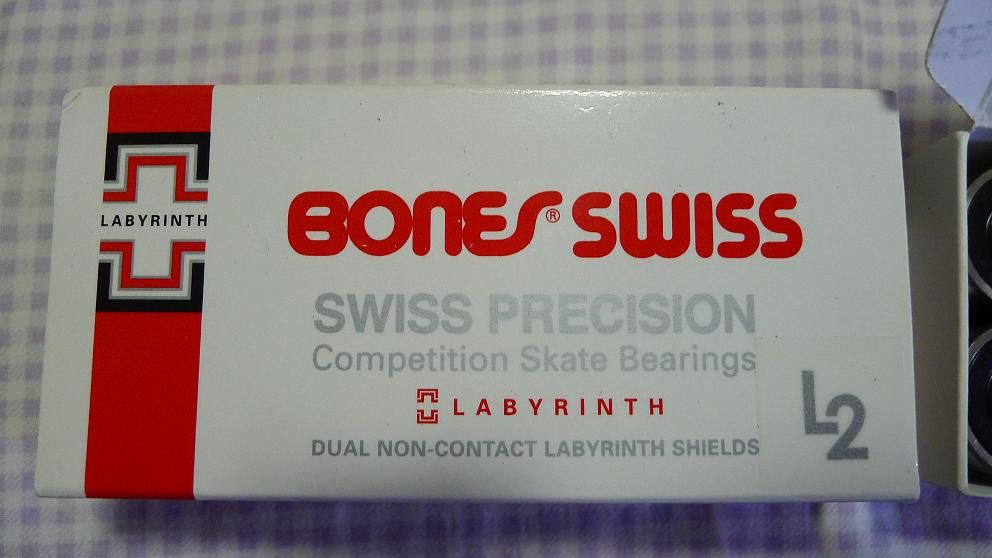 LABYRINTH
BONES® SWISS
SWISS PRECISION
Competition Skate Bearings
LABYRINTH
DUAL NON-CONTACT LABYRINTH SHIELDS
L2